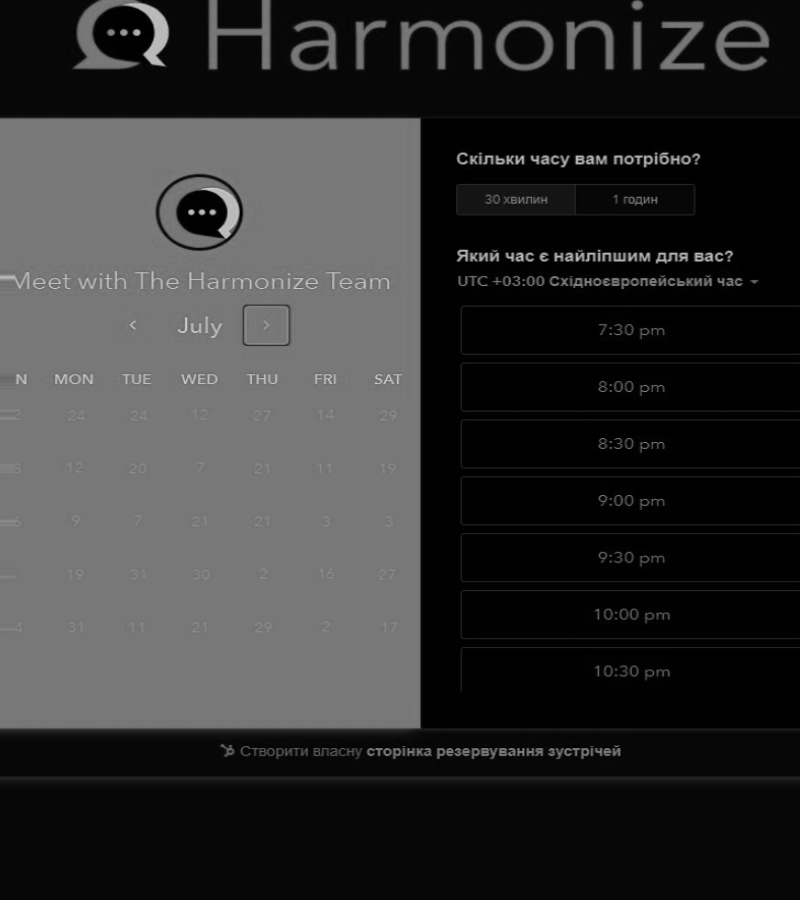 Harmonize
Meet with The Harmonize Team
July
N MON TUE WED THU FRI SAT
2 24 24 12 27 14 29
8 12 20 7 21 11 19
6 9 7 21 21 3 3
19 31 30 2 16 27
4 31 11 21 29 2 17
Скільки часу вам потрібно?
30 хвилин 1 годин
Який час є найліпшим для вас?
UTC +03:00 Східноєвропейський час
7:30 pm
8:00 pm
8:30 pm
9:00 pm
9:30 pm
10:00 pm
10:30 pm
Створити власну сторінка резервування зустрічей